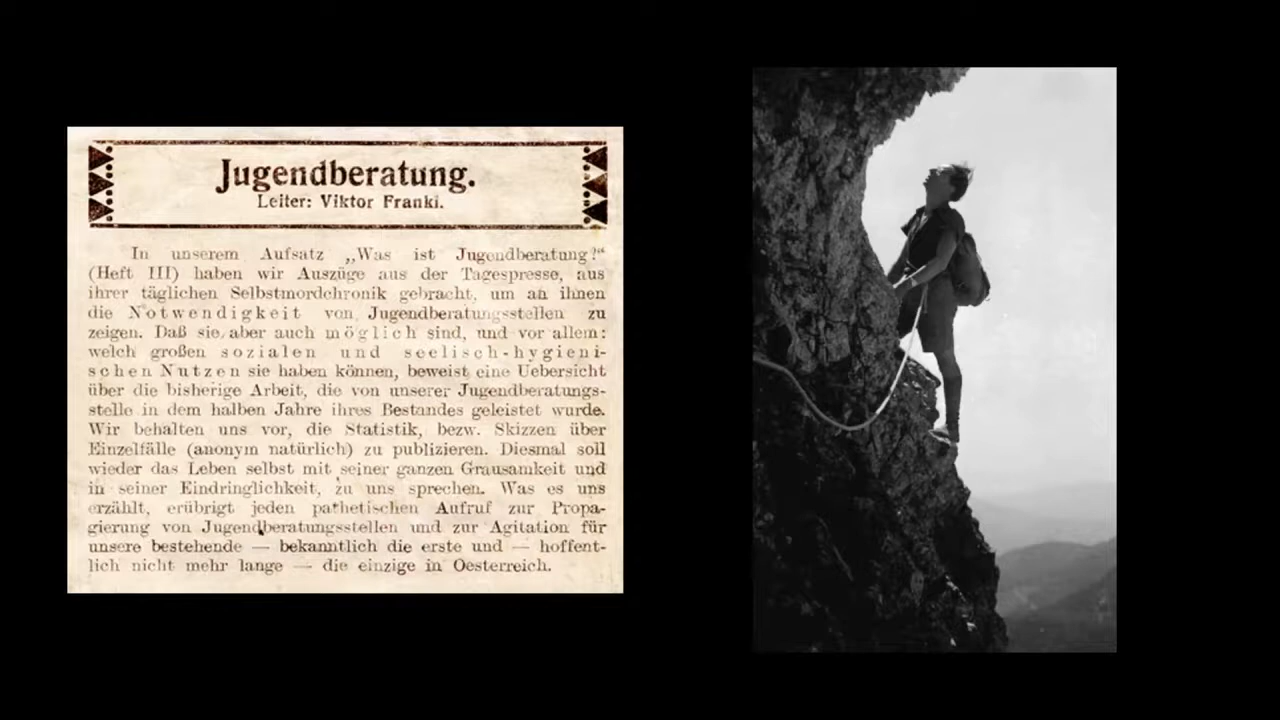 Jugendberatung.
Leiter: Viktor Frankl.
In unserem Aufsatz „Was ist Jugendberatung?“
(Heft III) haben wir Auszüge aus der Tagespresse, aus
ihrer täglichen Selbstmordchronik gebracht, um an ihnen
die Notwendigkeit von Jugendberatungsstellen zu
zeigen. Daß sie aber auch möglich sind, und vor allem:
welch großen sozialen und seelisch-hygieni-
schen Nutzen sie haben können, beweist eine Uebersicht
über die bisherige Arbeit, die von unserer Jugendberatungs-
stelle in dem halben Jahre ihres Bestandes geleistet wurde.
Wir behalten uns vor, die Statistik, bezw. Skizzen über
Einzelfälle (anonym natürlich) zu publizieren. Diesmal soll
wieder das Leben selbst mit seiner ganzen Grausamkeit und
in seiner Eindringlichkeit, zu uns sprechen. Was es uns
erzählt, erübrigt jeden pathetischen Aufruf zur Propa-
gierung von Jugendberatungsstellen und zur Agitation für
unsere bestehende — bekanntlich die erste und — hoffent-
lich nicht mehr lange — die einzige in Oesterreich.